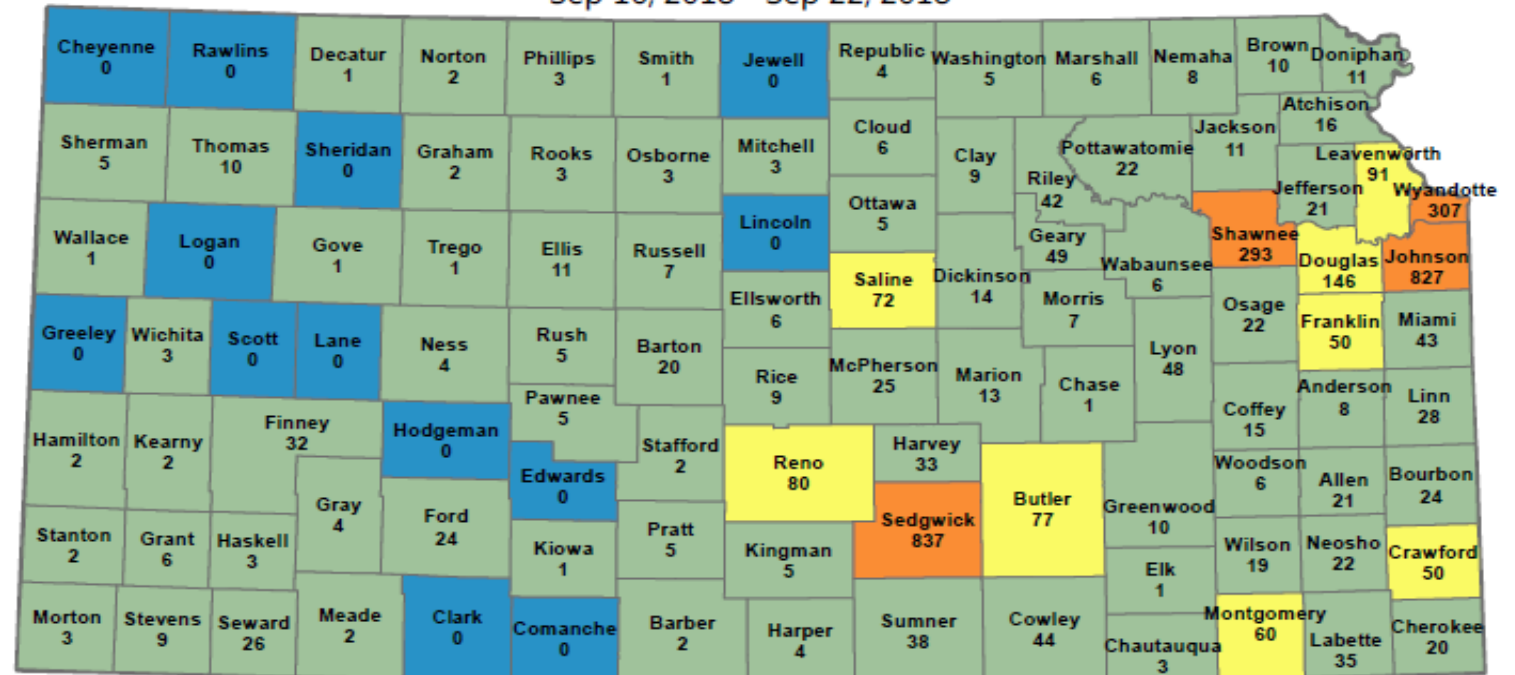 Cheyenne
0
Rawlins
0
Decatur
1
Norton
2
Phillips
3
Smith
1
Jewell
0
Republic
4
Washington
5
Marshall
6
Nemaha
8
Brown
10
Doniphan
11
Sherman
5
Thomas
10
Sheridan
0
Graham
2
Rooks
3
Osborne
3
Mitchell
3
Cloud
6
Clay
9
Riley
42
Pottawatomie
22
Jackson
11
Atchison
16
Jefferson
21
Leavenworth
91
Wyandotte
307
Wallace
1
Logan
0
Gove
1
Trego
1
Ellis
11
Russell
7
Lincoln
0
Ottawa
5
Saline
72
Dickinson
14
Geary
49
Wabaunsee
6
Shawnee
293
Douglas
146
Johnson
827
Greeley
0
Wichita
3
Scott
0
Lane
0
Ness
4
Rush
5
Barton
20
Ellsworth
6
Rice
9
McPherson
25
Marion
13
Morris
7
Chase
1
Lyon
48
Osage
22
Franklin
50
Miami
43
Hamilton
2
Kearny
2
Finney
32
Hodgeman
0
Pawnee
5
Edwards
0
Stafford
2
Reno
80
Harvey
33
Sedgwick
837
Butler
77
Greenwood
10
Coffey
15
Anderson
8
Linn
28
Woodson
6
Allen
21
Bourbon
24
Stanton
2
Grant
6
Haskell
3
Gray
4
Ford
24
Kiowa
1
Pratt
5
Kingman
5
Elk
1
Wilson
19
Neosho
22
Crawford
50
Morton
3
Stevens
9
Seward
26
Meade
2
Clark
0
Comanche
0
Barber
2
Harper
4
Sumner
38
Cowley
44
Chautauqua
3
Montgomery
60
Labette
35
Cherokee
20